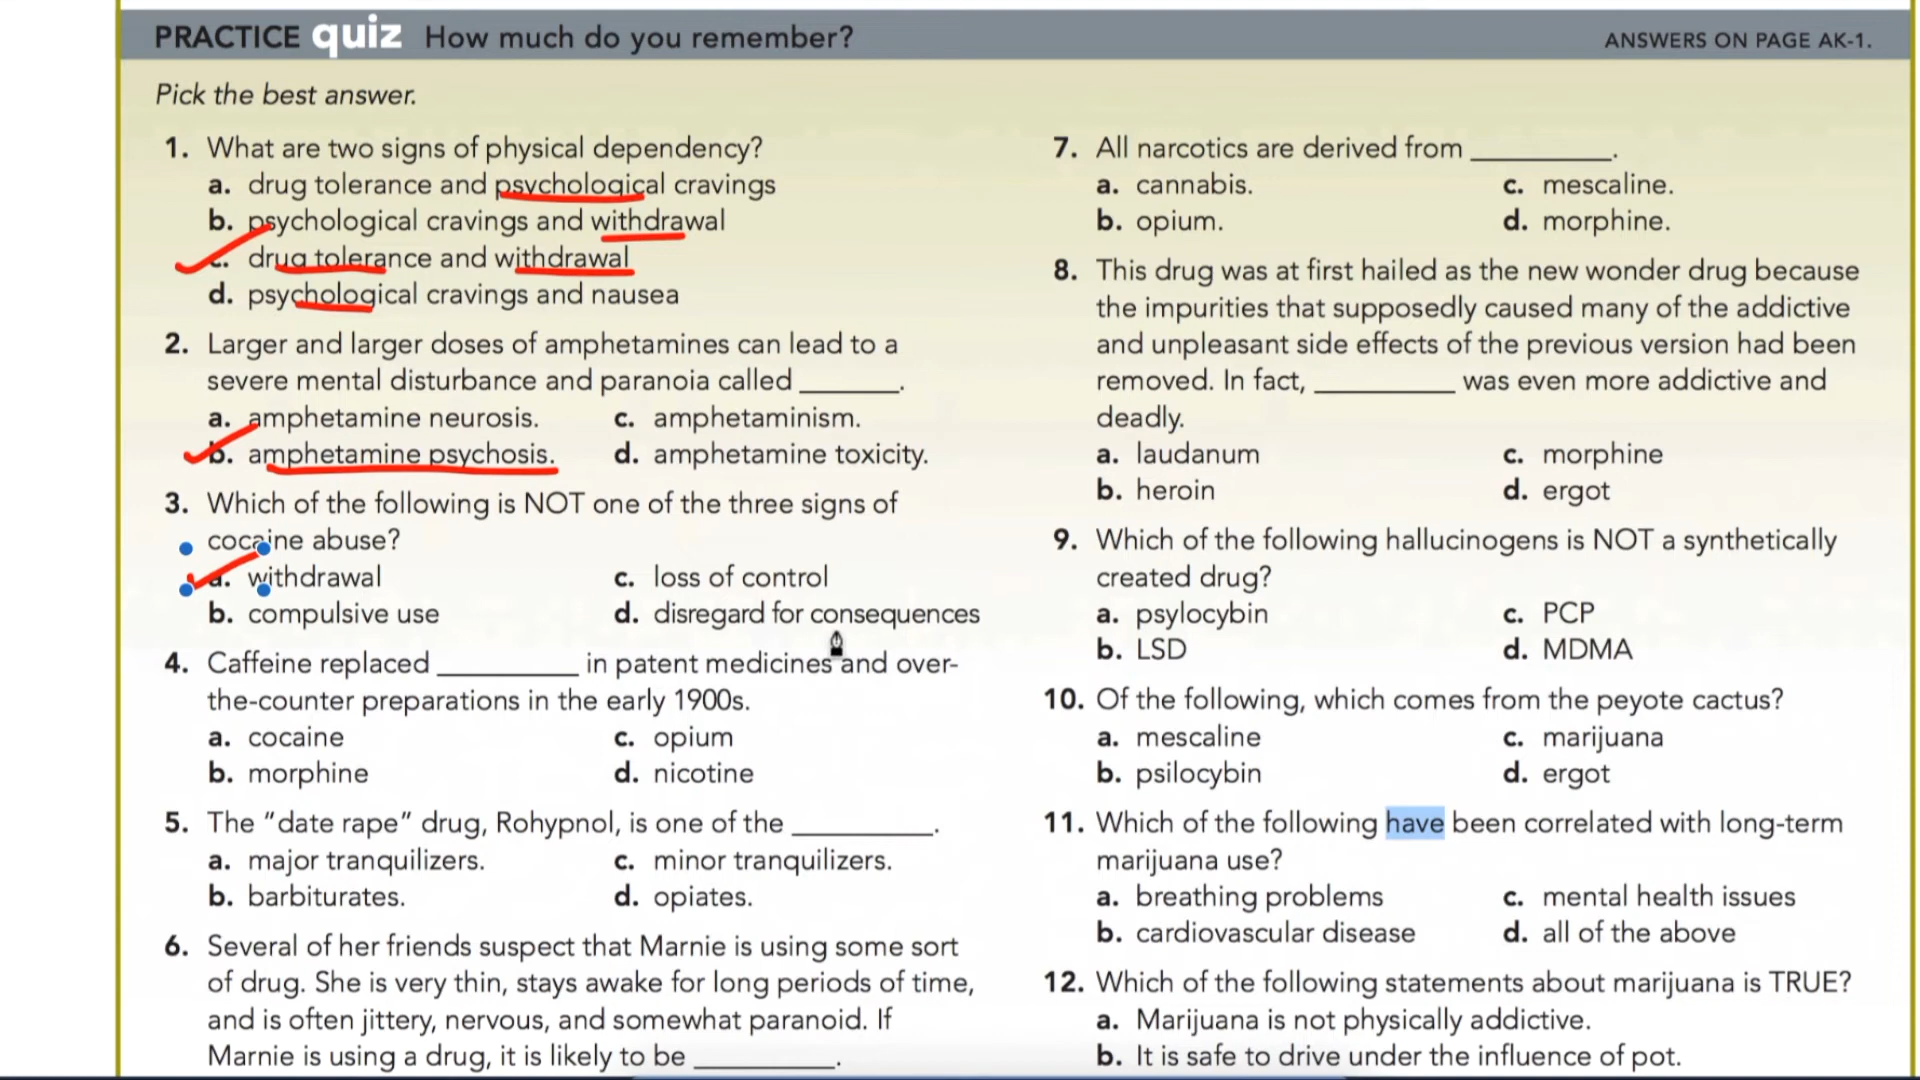 PRACTICE quiz How much do you remember?
ANSWERS ON PAGE AK-1.
Pick the best answer.
1. What are two signs of physical dependency?
a. drug tolerance and psychological cravings
b. psychological cravings and withdrawal
c. drug tolerance and withdrawal
d. psychological cravings and nausea
2. Larger and larger doses of amphetamines can lead to a
severe mental disturbance and paranoia called _______.
a. amphetamine neurosis. c. amphetaminism.
b. amphetamine psychosis. d. amphetamine toxicity.
3. Which of the following is NOT one of the three signs of
cocaine abuse?
a. withdrawal c. loss of control
b. compulsive use d. disregard for consequences
4. Caffeine replaced __________ in patent medicines and over-
the-counter preparations in the early 1900s.
a. cocaine c. opium
b. morphine d. nicotine
5. The "date rape" drug, Rohypnol, is one of the __________.
a. major tranquilizers. c. minor tranquilizers.
b. barbiturates. d. opiates.
6. Several of her friends suspect that Marnie is using some sort
of drug. She is very thin, stays awake for long periods of time,
and is often jittery, nervous, and somewhat paranoid. If
Marnie is using a drug, it is likely to be __________.
7. All narcotics are derived from __________.
a. cannabis. c. mescaline.
b. opium. d. morphine.
8. This drug was at first hailed as the new wonder drug because
the impurities that supposedly caused many of the addictive
and unpleasant side effects of the previous version had been
removed. In fact, __________ was even more addictive and
deadly.
a. laudanum c. morphine
b. heroin d. ergot
9. Which of the following hallucinogens is NOT a synthetically
created drug?
a. psylocybin c. PCP
b. LSD d. MDMA
10. Of the following, which comes from the peyote cactus?
a. mescaline c. marijuana
b. psilocybin d. ergot
11. Which of the following have been correlated with long-term
marijuana use?
a. breathing problems c. mental health issues
b. cardiovascular disease d. all of the above
12. Which of the following statements about marijuana is TRUE?
a. Marijuana is not physically addictive.
b. It is safe to drive under the influence of pot.